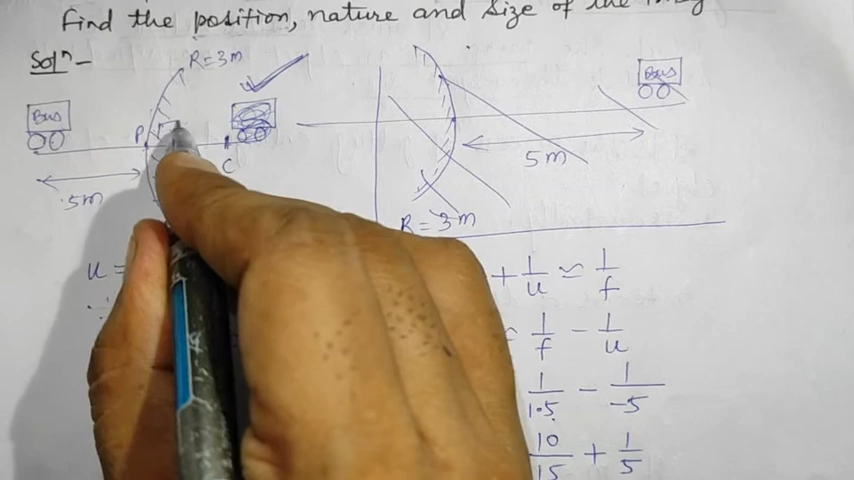 Find the position, nature and size of the
Solⁿ-
R = 3m
Bus
P
C
5m
Bus
5m
R = 3m
u =
+ 1/u = 1/f
= 1/f - 1/u
1/1.5 - 1/-5
10/15 + 1/5